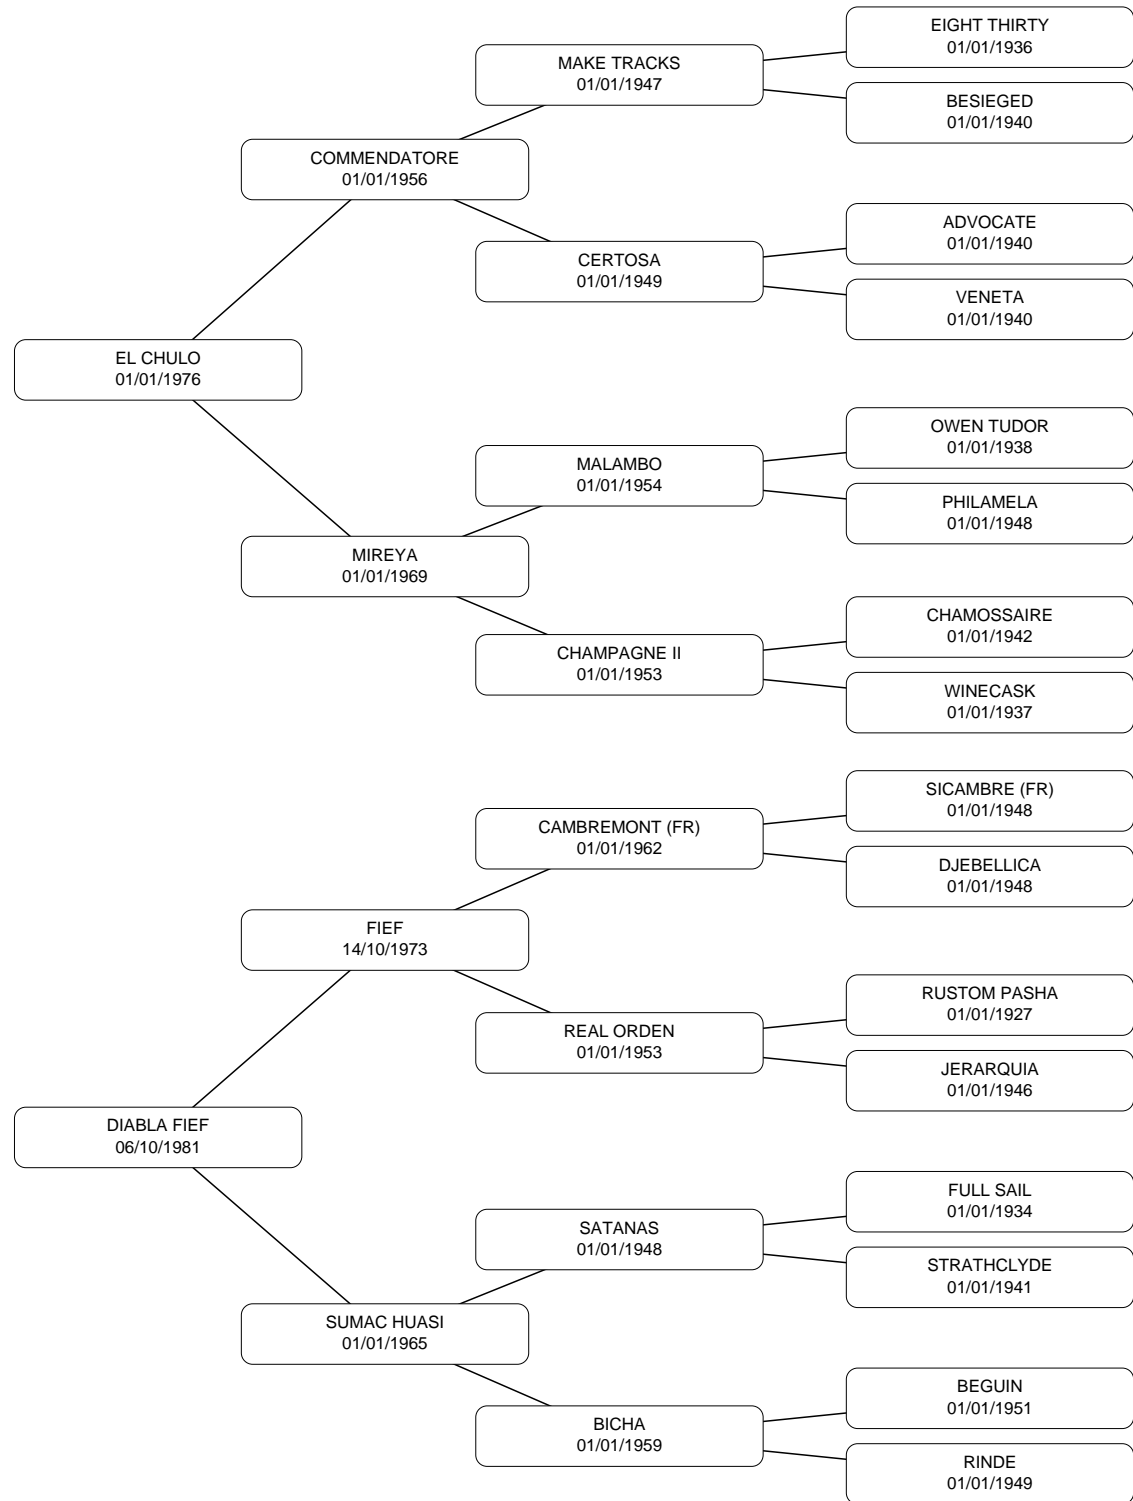 EIGHT THIRTY
01/01/1936
MAKE TRACKS
01/01/1947
BESIEGED
01/01/1940
COMMENDATORE
01/01/1956
ADVOCATE
01/01/1940
CERTOSA
01/01/1949
VENETA
01/01/1940
EL CHULO
01/01/1976
OWEN TUDOR
01/01/1938
MALAMBO
01/01/1954
PHILAMELA
01/01/1948
MIREYA
01/01/1969
CHAMOSSAIRE
01/01/1942
CHAMPAGNE II
01/01/1953
WINECASK
01/01/1937
SICAMBRE (FR)
01/01/1948
CAMBREMONT (FR)
01/01/1962
DJEBELLICA
01/01/1948
FIEF
14/10/1973
RUSTOM PASHA
01/01/1927
REAL ORDEN
01/01/1953
JERARQUIA
01/01/1946
DIABLA FIEF
06/10/1981
FULL SAIL
01/01/1934
SATANAS
01/01/1948
STRATHCLYDE
01/01/1941
SUMAC HUASI
01/01/1965
BEGUIN
01/01/1951
BICHA
01/01/1959
RINDE
01/01/1949